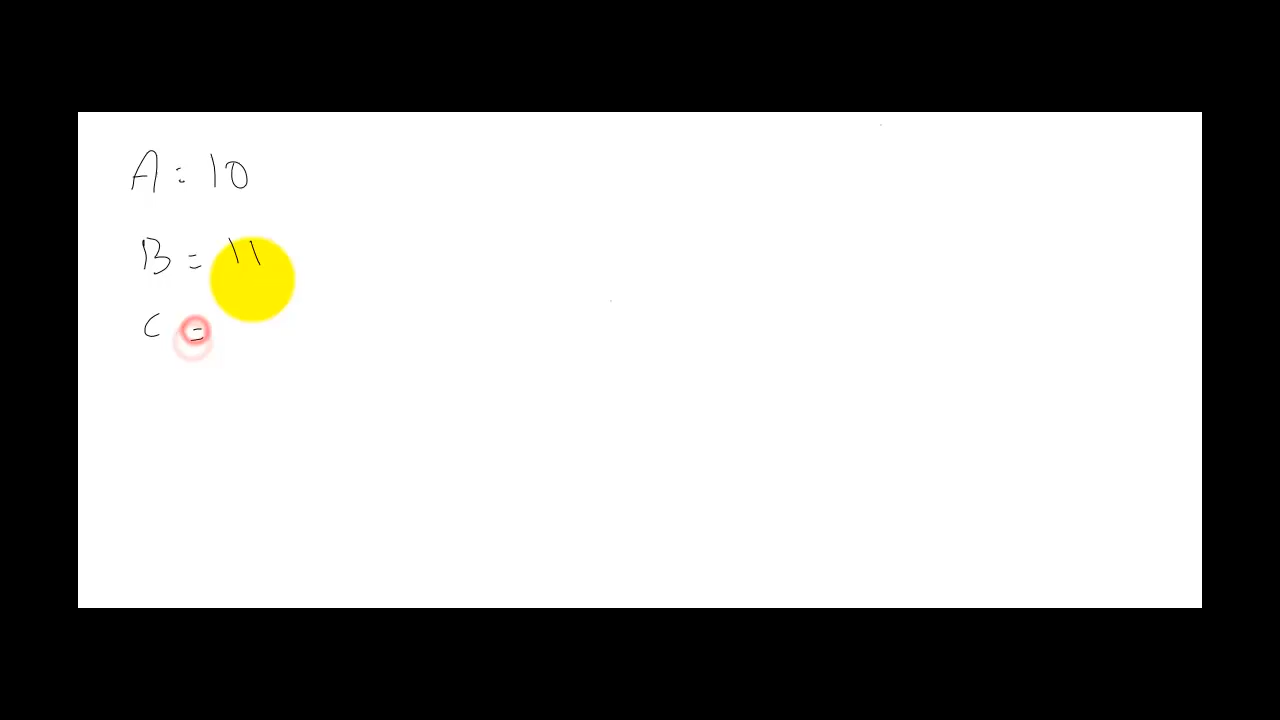 A = 10
B = 11
C =